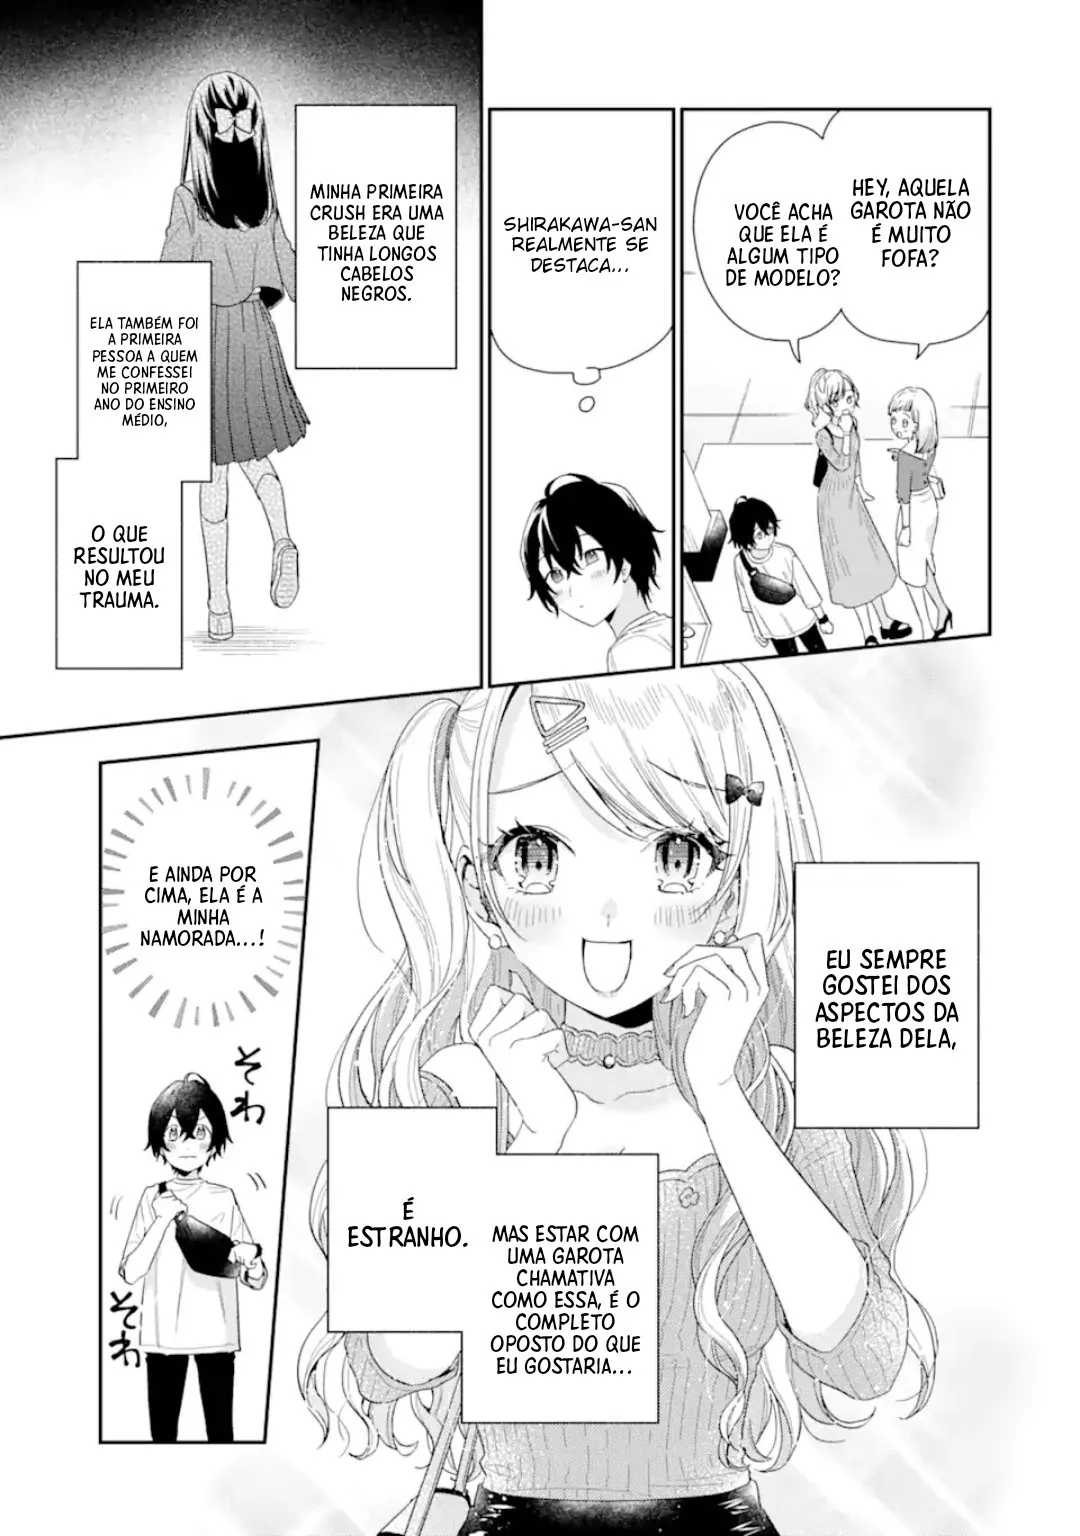 HEY, AQUELA
GAROTA NÃO
É MUITO
FOFA?
VOCÊ ACHA
QUE ELA É
ALGUM TIPO
DE MODELO?
SHIRAKAWA-SAN
REALMENTE SE
DESTACA...
MINHA PRIMEIRA
CRUSH ERA UMA
BELEZA QUE
TINHA LONGOS
CABELOS
NEGROS.
ELA TAMBÉM FOI
A PRIMEIRA
PESSOA A QUEM
ME CONFESSEI
NO PRIMEIRO
ANO DO ENSINO
MÉDIO,
O QUE
RESULTOU
NO MEU
TRAUMA.
EU SEMPRE
GOSTEI DOS
ASPECTOS DA
BELEZA DELA,
MAS ESTAR COM
UMA GAROTA
CHAMATIVA
COMO ESSA, É O
COMPLETO
OPOSTO DO QUE
EU GOSTARIA...
É
ESTRANHO.
E AINDA POR
CIMA, ELA É A
MINHA
NAMORADA...!
そわ
そわ